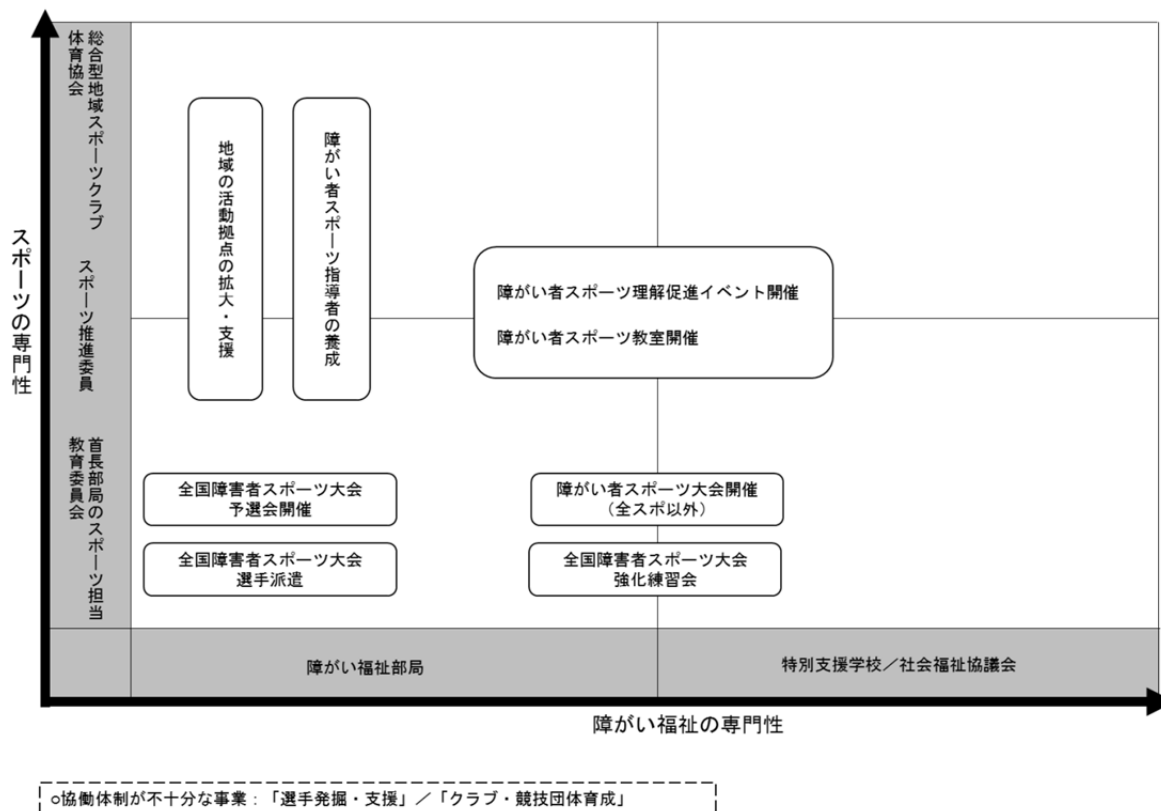 スポーツの専門性
総合型地域スポーツクラブ
体育協会
スポーツ推進委員
首長部局のスポーツ担当
教育委員会
地域の活動拠点の拡大・支援
障がい者スポーツ指導者の養成
障がい者スポーツ理解促進イベント開催
障がい者スポーツ教室開催
全国障害者スポーツ大会
予選会開催
障がい者スポーツ大会開催
（全スポ以外）
全国障害者スポーツ大会
選手派遣
全国障害者スポーツ大会
強化練習会
障がい福祉部局
特別支援学校／社会福祉協議会
障がい福祉の専門性
○協働体制が不十分な事業：「選手発掘・支援」／「クラブ・競技団体育成」